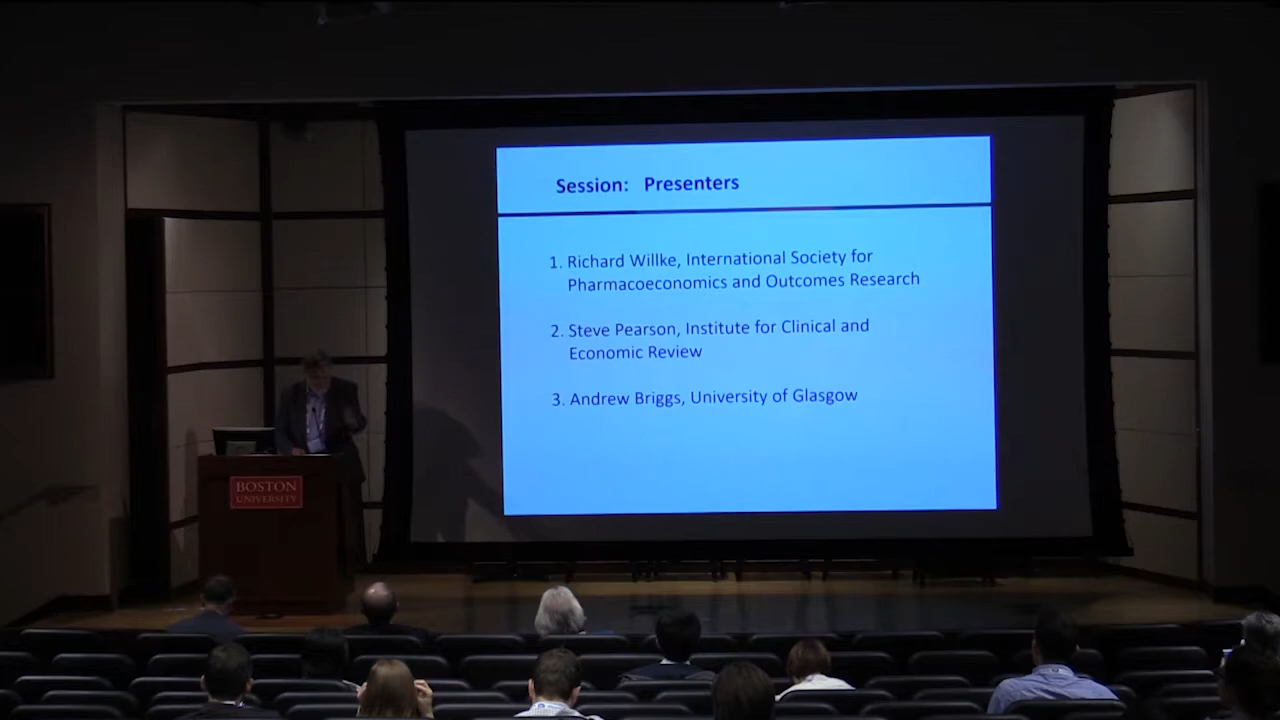 Session: Presenters
1. Richard Willke, International Society for
Pharmacoeconomics and Outcomes Research
2. Steve Pearson, Institute for Clinical and
Economic Review
3. Andrew Briggs, University of Glasgow
BOSTON
UNIVERSITY